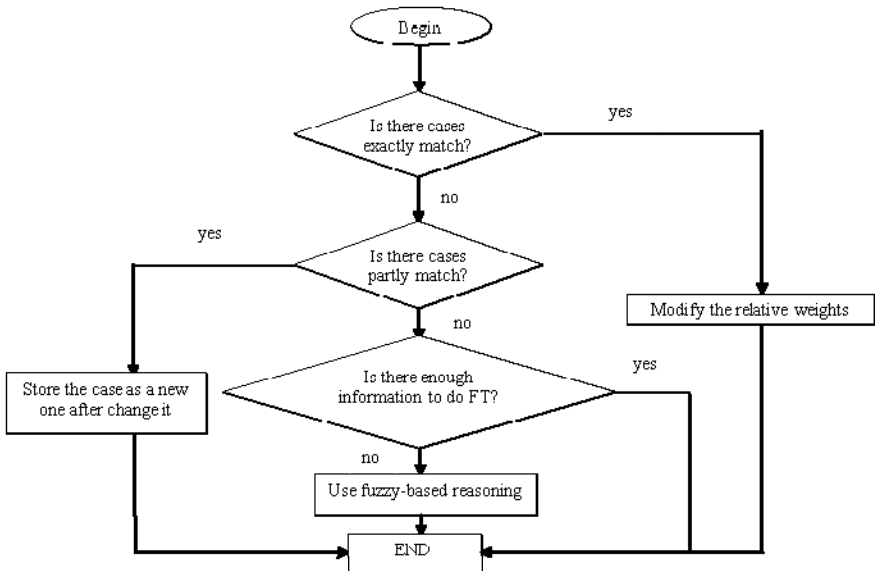 Begin
Is there cases
exactly match?
yes
no
Is there cases
partly match?
yes
no
Modify the relative weights
Store the case as a new
one after change it
Is there enough
information to do FT?
yes
no
Use fuzzy-based reasoning
END